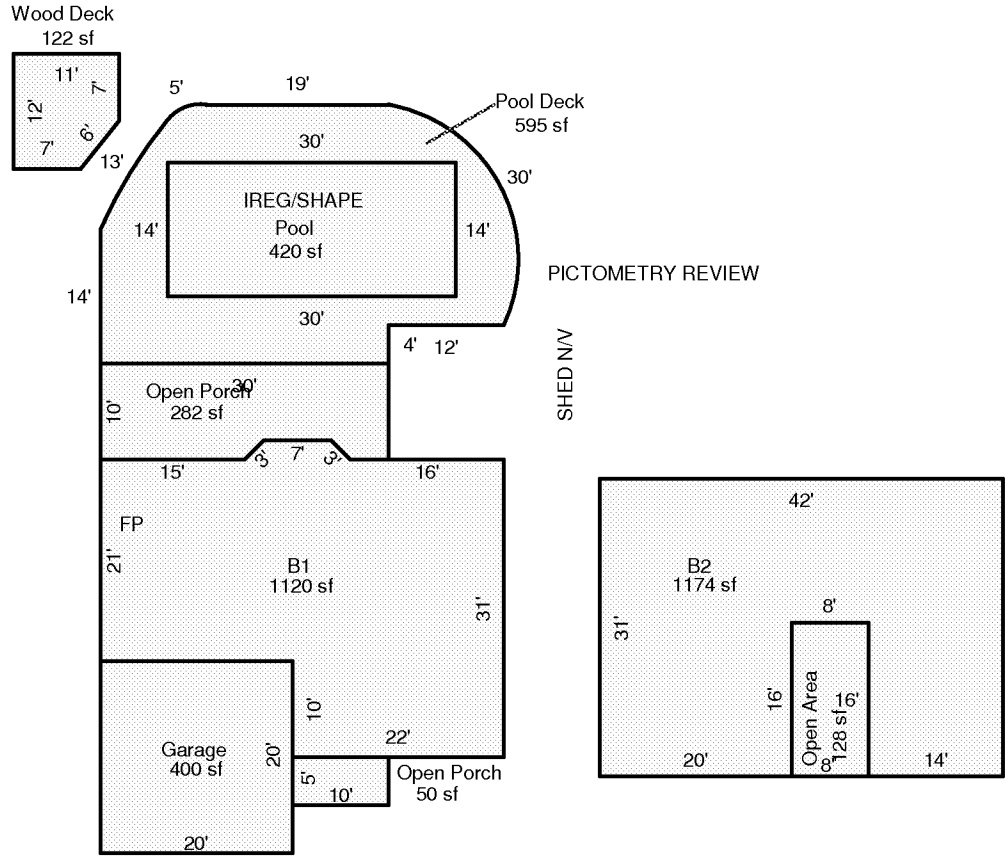 Wood Deck
122 sf
11'
7'
12'
6'
7'
13'
5'
19'
Pool Deck
595 sf
30'
30'
IREG/SHAPE
Pool
420 sf
14'
14'
PICTOMETRY REVIEW
14'
30'
4'
12'
SHED N/V
30'
Open Porch
282 sf
10'
15'
3'
7'
3'
16'
FP
21'
B1
1120 sf
31'
10'
22'
Garage
400 sf
20'
5'
10'
Open Porch
50 sf
20'
42'
B2
1174 sf
31'
8'
16'
16'
Open Area
128 sf
20'
8'
14'